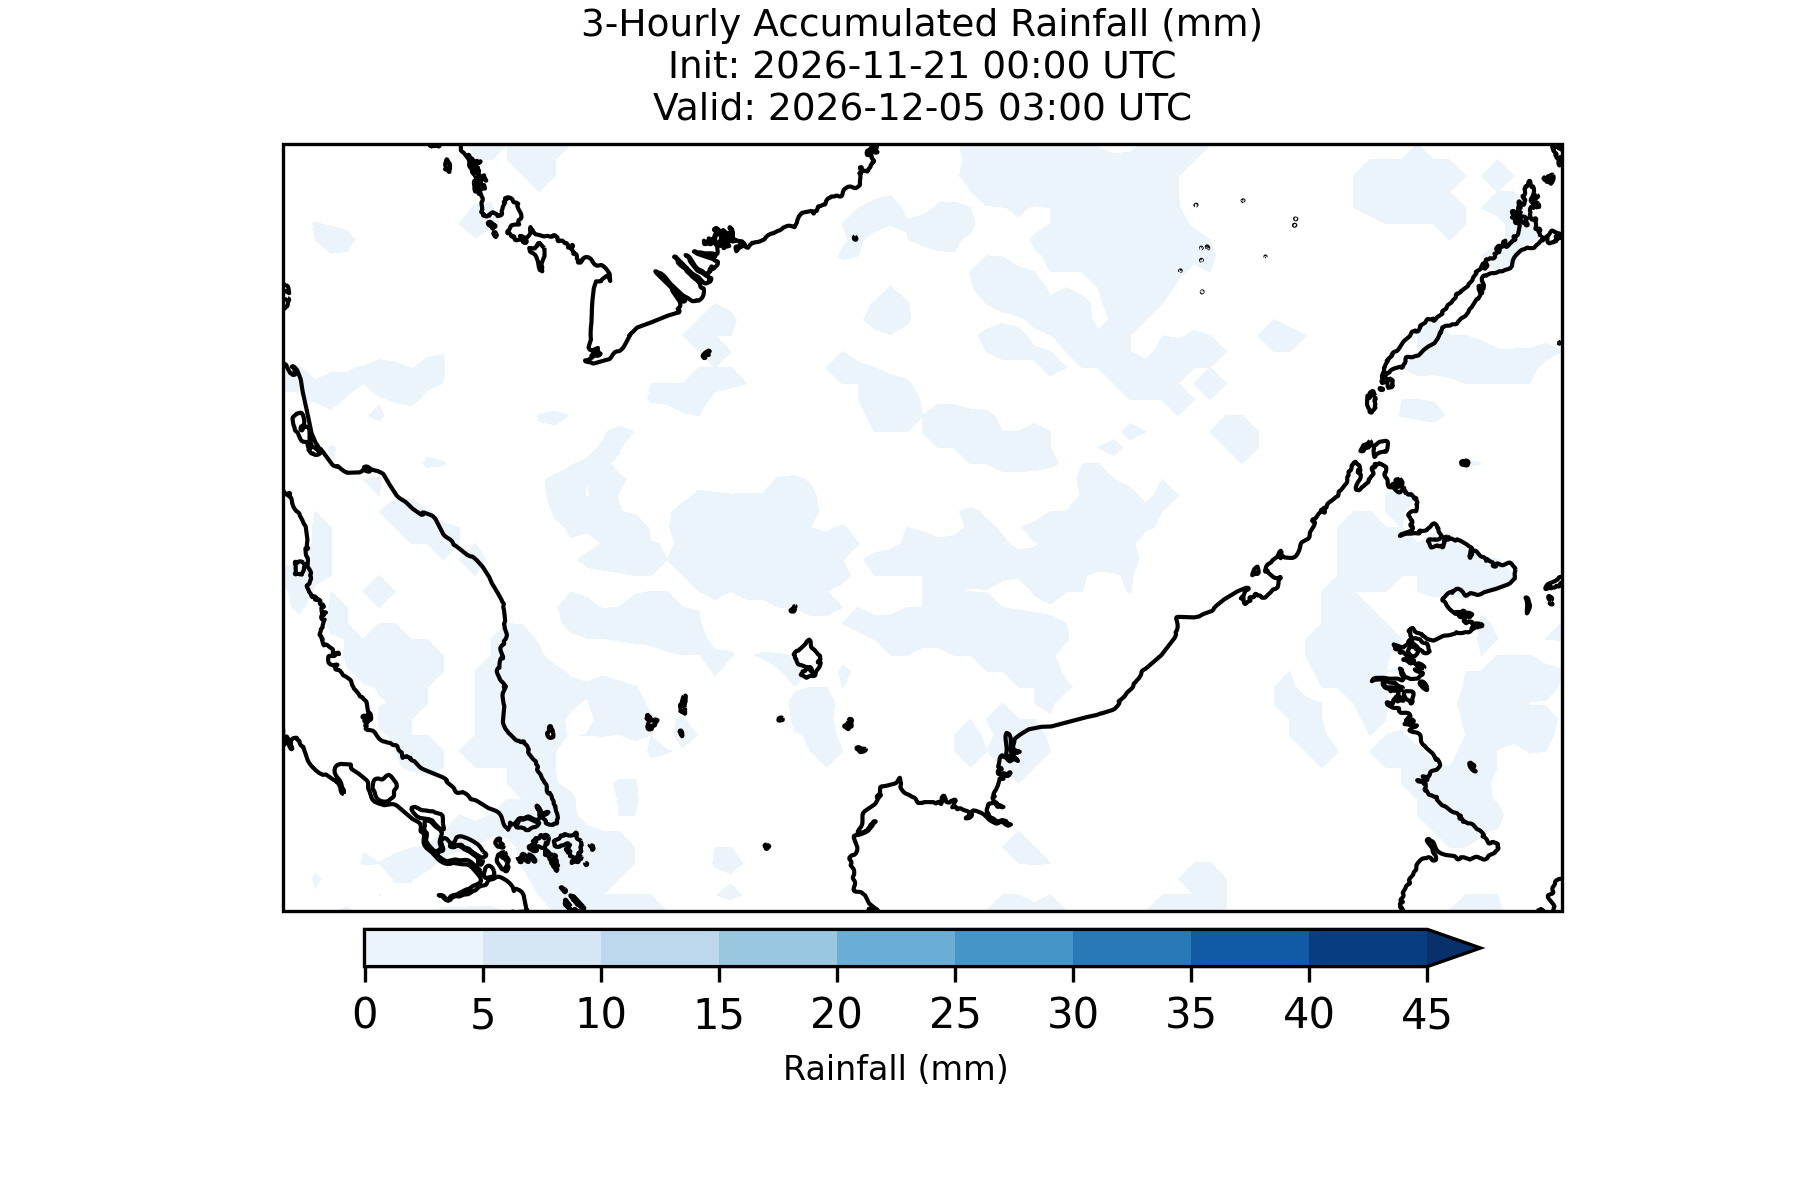 3-Hourly Accumulated Rainfall (mm)
Init: 2026-11-21 00:00 UTC
Valid: 2026-12-05 03:00 UTC
0 5 10 15 20 25 30 35 40 45
Rainfall (mm)